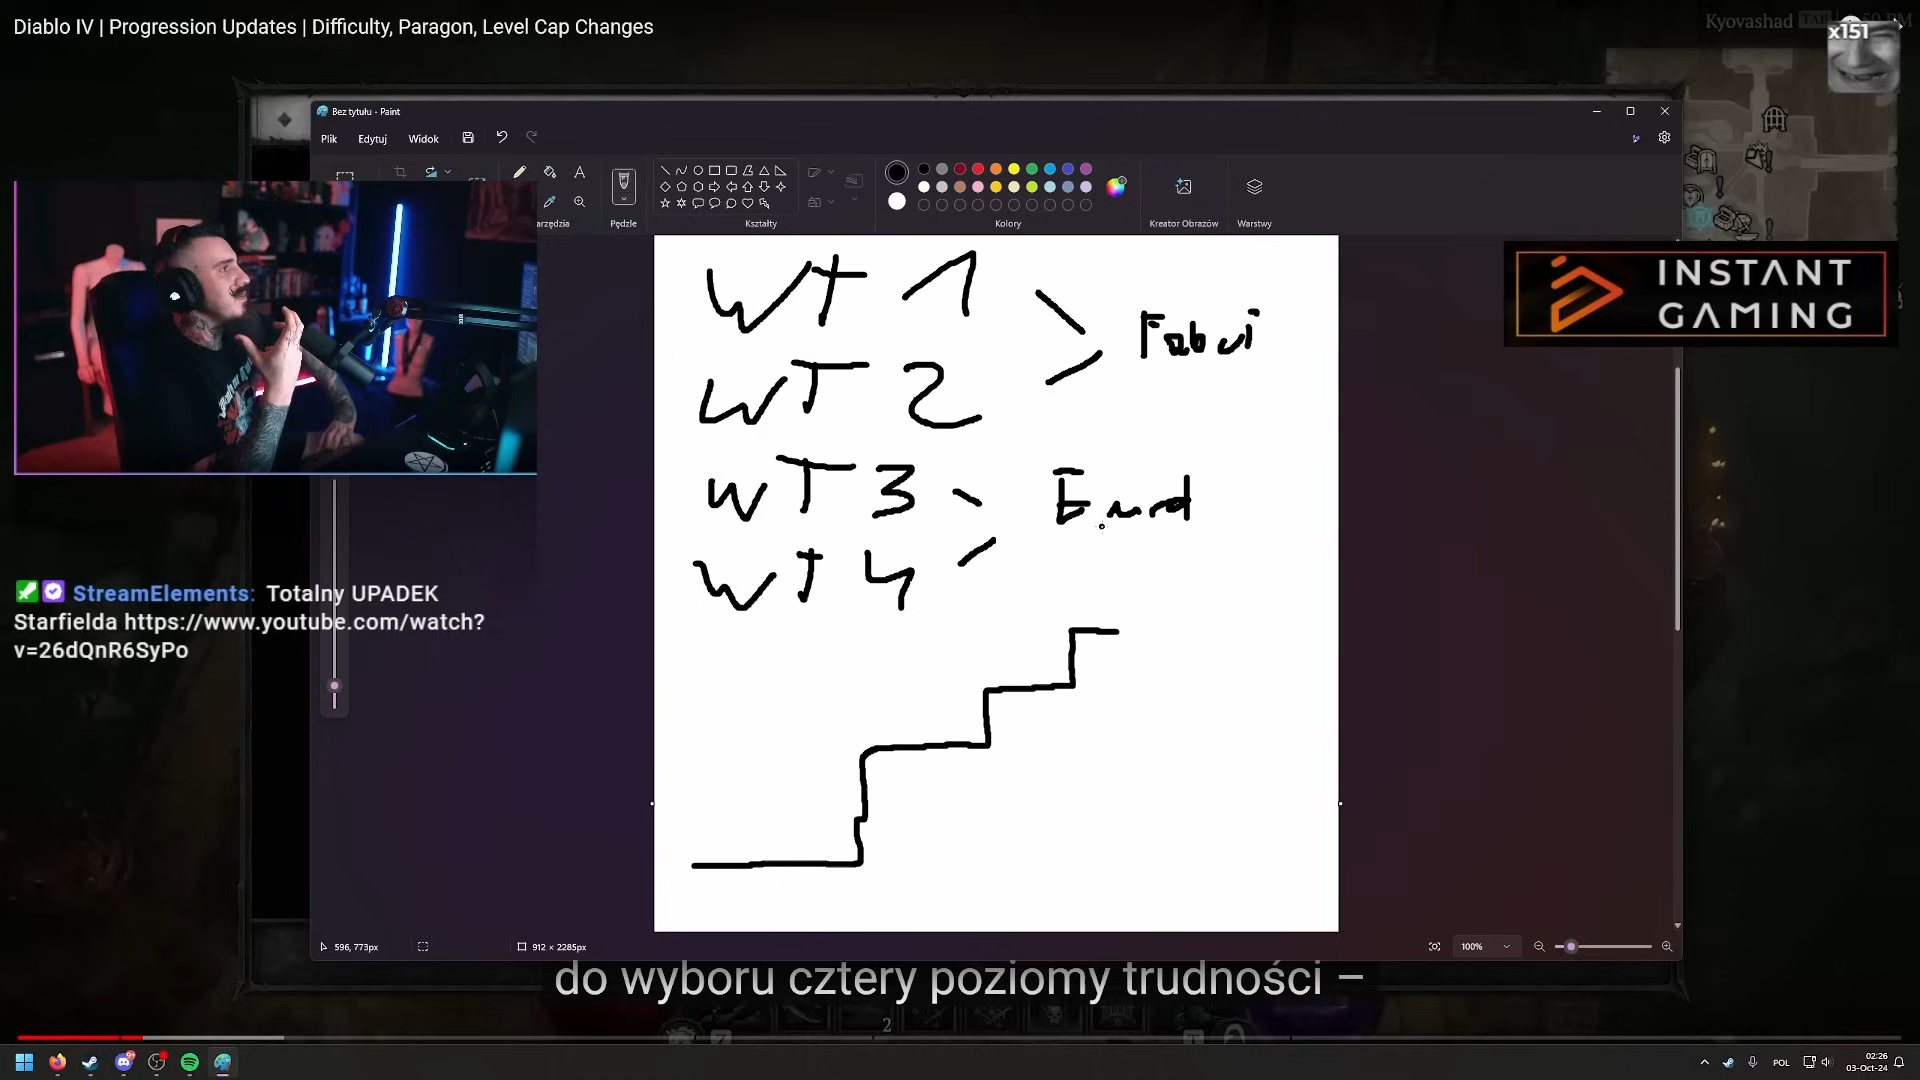 Diablo IV | Progression Updates | Difficulty, Paragon, Level Cap Changes
Kyovashad
x151
Bez tytułu - Paint
Plik Edytuj Widok
Pędzle Kształty Kolory Kreator Obrazów Warstwy
WT 1
WT 2
WT 3
WT 4
INSTANT
GAMING
StreamElements: Totalny UPADEK
Starfielda https://www.youtube.com/watch?
v=26dQnR6SyPo
596, 773px 912 × 2285px 100%
do wyboru cztery poziomy trudności –
2
POL 02:26
03-Oct-24